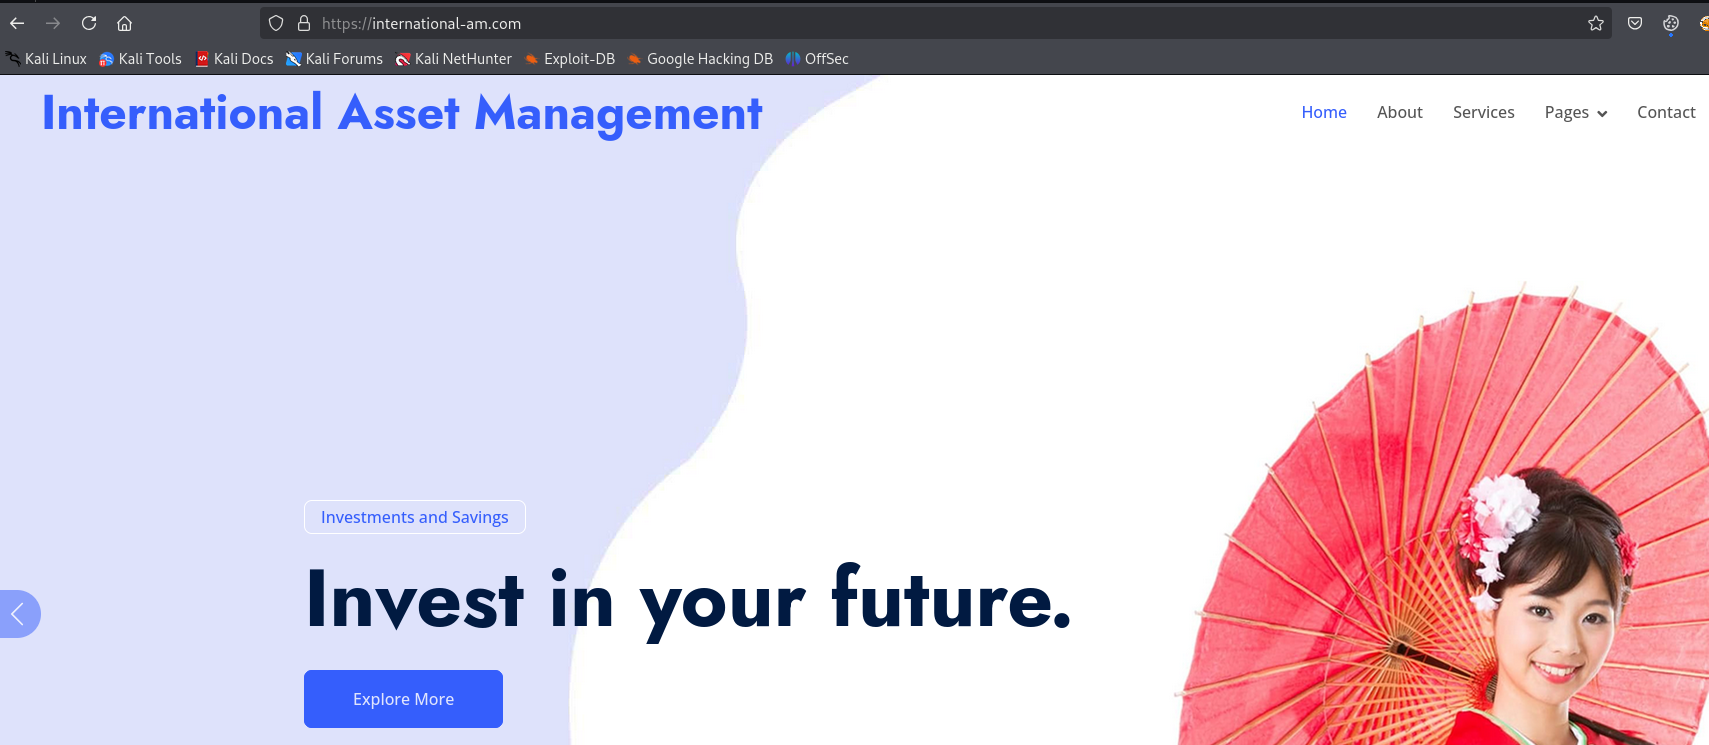 https://international-am.com
Kali Linux Kali Tools Kali Docs Kali Forums Kali NetHunter Exploit-DB Google Hacking DB OffSec
International Asset Management Home About Services Pages Contact
Investments and Savings
Invest in your future.
Explore More